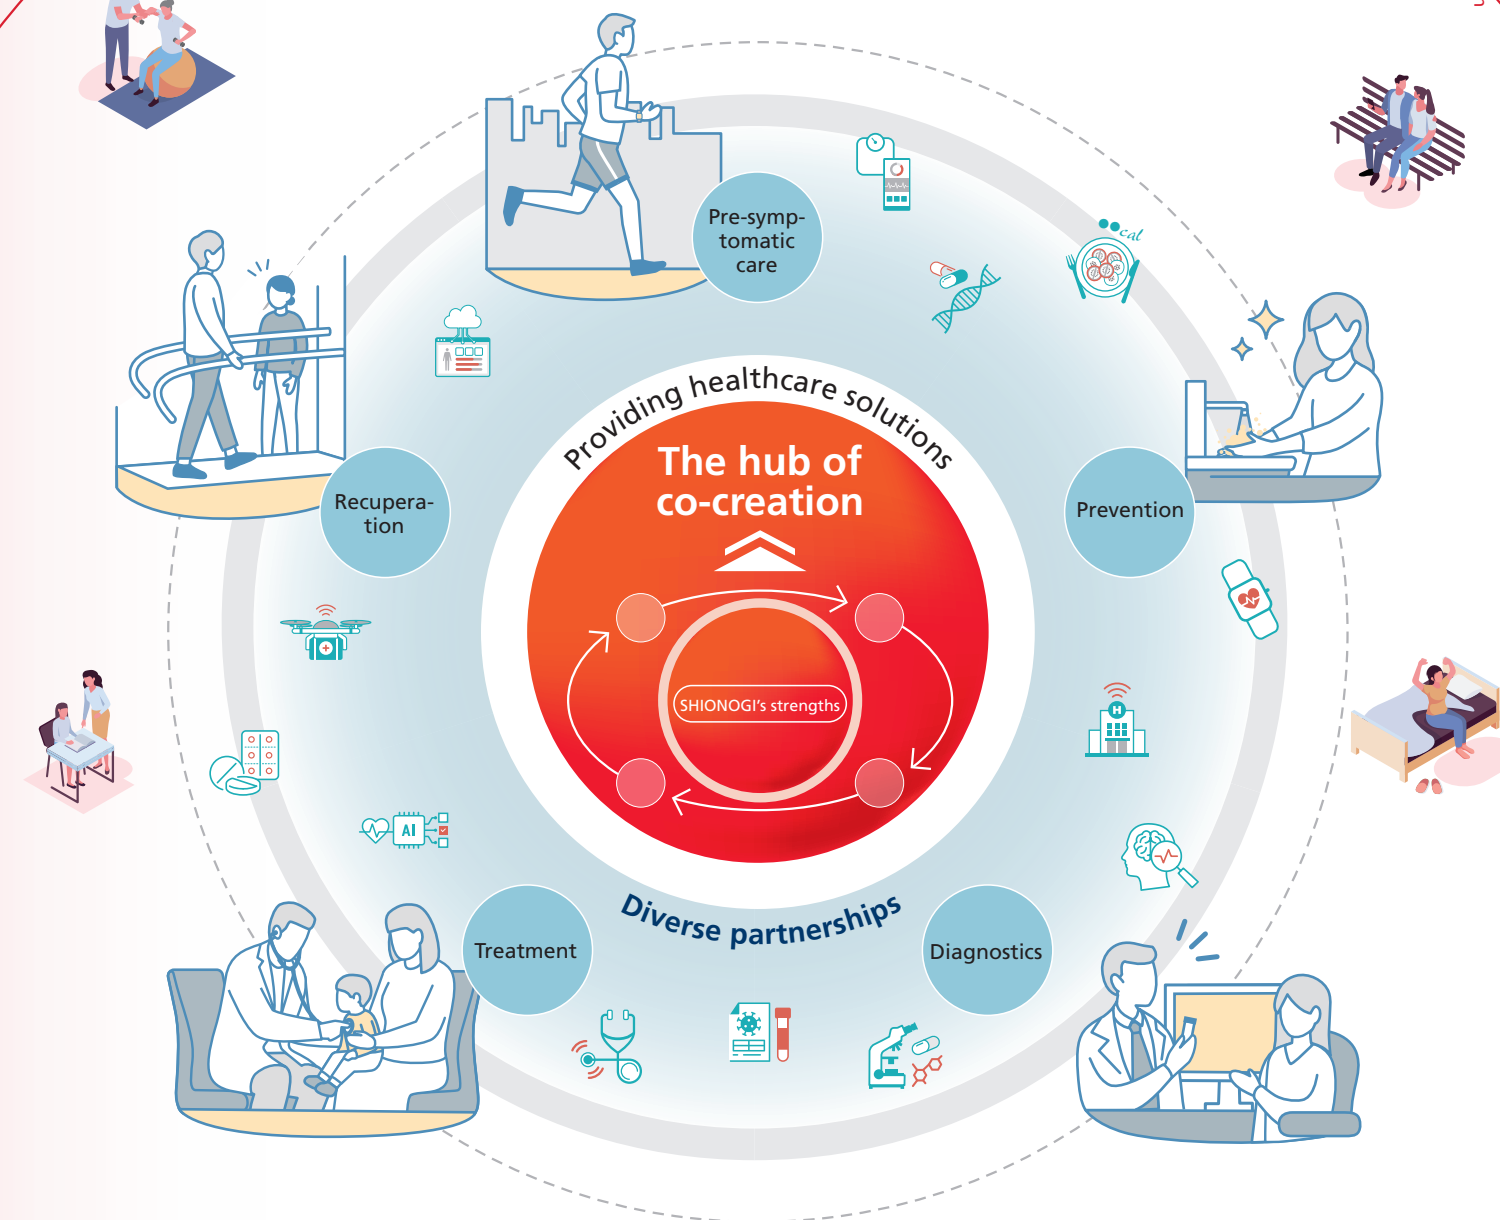 Pre-symp-
tomatic
care
cal
Providing healthcare solutions
The hub of
co-creation
Recupera-
tion
Prevention
SHIONOGI's strengths
H
AI
Diverse partnerships
Treatment
Diagnostics